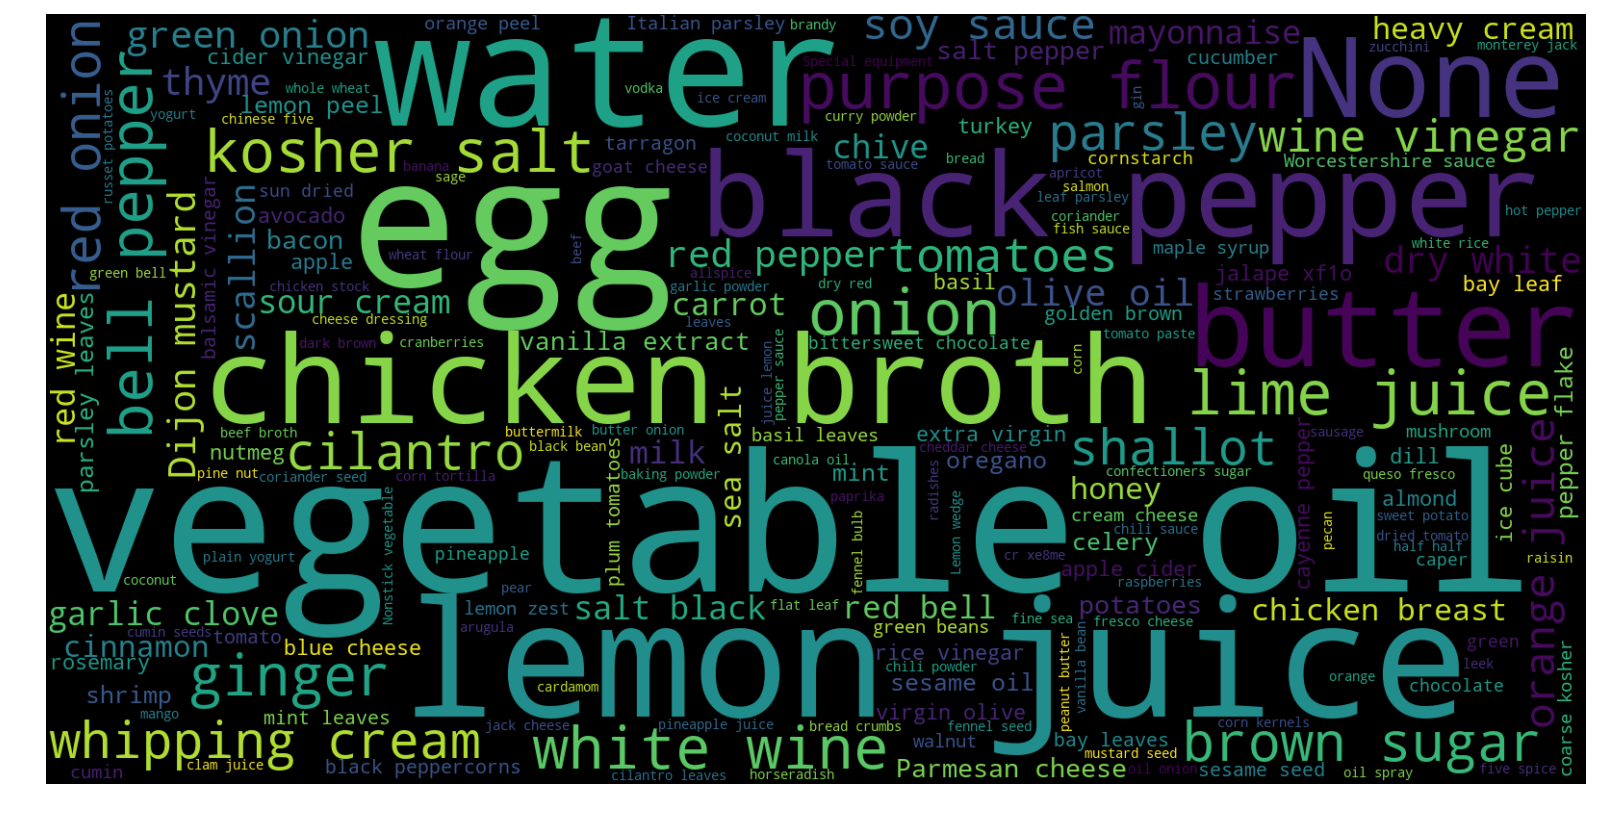 orange peel
Italian parsley
brandy
soy sauce
mayonnaise
heavy cream
green onion
water
salt pepper
zucchini
monterey jack
cider vinegar
cucumber
Special equipment
purpose flour
None
red onion
bell pepper
thyme
whole wheat
lemon peel
vodka
ice cream
gin
yogurt
chinese five
curry powder
turkey
parsley
wine vinegar
russet potatoes
kosher salt
tarragon
coconut milk
chive
bread
cornstarch
Worcestershire sauce
banana
goat cheese
tomato sauce
apricot
sage
egg
black pepper
salmon
leaf parsley
sun dried
avocado
coriander
fish sauce
hot pepper
balsamic vinegar
scallion
Dijon mustard
bacon
wheat flour
beef
red pepper
tomatoes
maple syrup
white rice
apple
dry white
green bell
allspice
jalape xf1o
chicken stock
garlic powder
dry red
basil
olive oil
strawberries
bay leaf
sour cream
carrot
onion
golden brown
red wine
parsley leaves
cheese dressing
leaves
butter
dark brown
cranberries
vanilla extract
juice lemon
pepper sauce
bittersweet chocolate
tomato paste
chicken broth
corn
lime juice
pepper flake
beef broth
cilantro
buttermilk
butter onion
sea salt
basil leaves
extra virgin
shallot
sausage
mushroom
nutmeg
black bean
milk
cheddar cheese
oregano
dill
orange juice
pine nut
coriander seed
corn tortilla
plum tomatoes
baking powder
canola oil
mint
confectioners sugar
cayenne pepper
queso fresco
ice cube
vegetable oil
Nonstick vegetable
paprika
radishes
honey
almond
cream cheese
sweet potato
fennel bulb
Lemon wedge
chili sauce
pecan
dried tomato
plain yogurt
pineapple
celery
half half
cr xe8me
caper
raisin
coconut
pear
apple cider
raspberries
garlic clove
lemon zest
salt black
flat leaf
red bell
fine sea
potatoes
fresco cheese
chicken breast
cumin seeds
tomato
arugula
green beans
cinnamon
blue cheese
lemon juice
rice vinegar
peanut butter
vanilla bean
green
rosemary
ginger
chili powder
leek
shrimp
cardamom
sesame oil
orange
chocolate
coarse kosher
mango
mint leaves
virgin olive
whipping cream
jack cheese
pineapple juice
bread crumbs
fennel seed
corn kernels
white wine
walnut
bay leaves
brown sugar
mustard seed
clam juice
cumin
black peppercorns
cilantro leaves
horseradish
Parmesan cheese
oil onion
sesame seed
oil spray
five spice